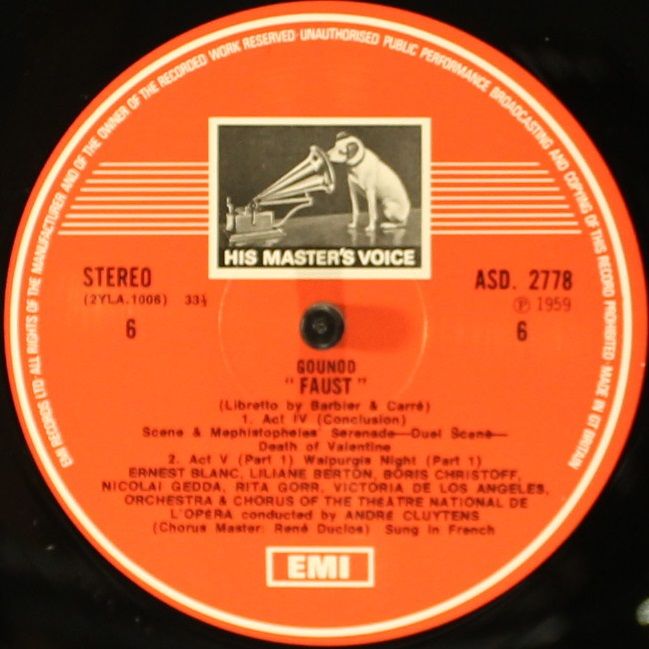 EMI RECORDS LTD ALL RIGHTS OF THE MANUFACTURER AND OF THE OWNER OF THE RECORDED WORK RESERVED · UNAUTHORISED PUBLIC PERFORMANCE BROADCASTING AND COPYING OF THIS RECORD PROHIBITED MADE IN GT BRITAIN
HIS MASTER'S VOICE
STEREO
(2YLA.1006) 33⅓
6
ASD. 2778
Ⓟ 1959
6
GOUNOD
"FAUST"
(Libretto by Barbier & Carré)
1. Act IV (Conclusion)
Scene & Mephistopheles' Serenade—Duel Scene—
Death of Valentine
2. Act V (Part 1) Walpurgis Night (Part 1)
ERNEST BLANC, LILIANE BERTON, BORIS CHRISTOFF,
NICOLAI GEDDA, RITA GORR, VICTORIA DE LOS ANGELES,
ORCHESTRA & CHORUS OF THE THÉÂTRE NATIONAL DE
L'OPÉRA conducted by ANDRÉ CLUYTENS
(Chorus Master: René Duclos) Sung in French
EMI